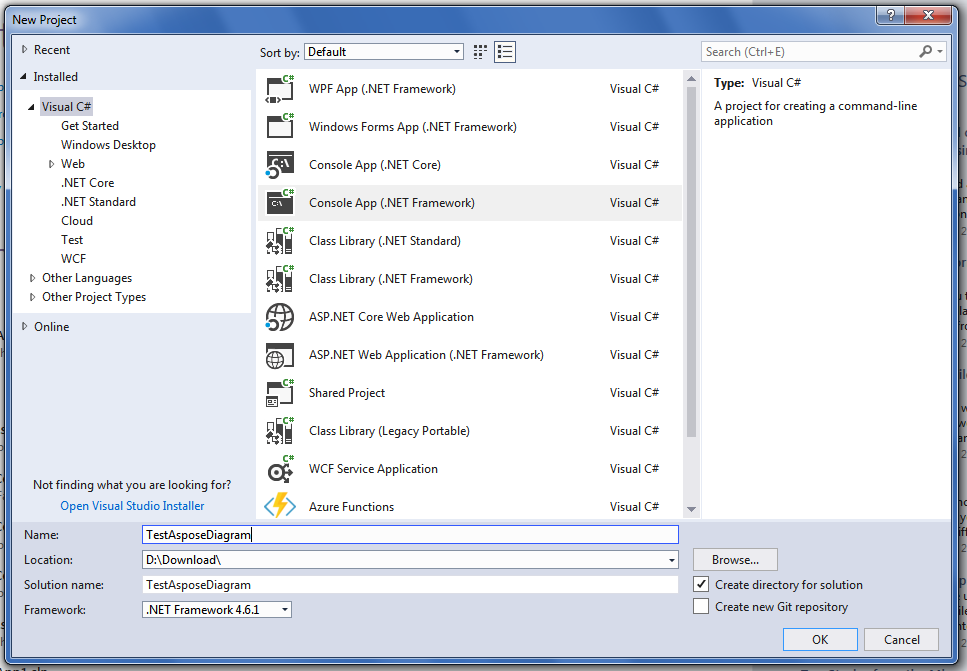 New Project
?
Recent
Installed
Visual C#
Get Started
Windows Desktop
Web
.NET Core
.NET Standard
Cloud
Test
WCF
Other Languages
Other Project Types
Online
Not finding what you are looking for?
Open Visual Studio Installer
Sort by: Default
Search (Ctrl+E)
WPF App (.NET Framework) Visual C#
Windows Forms App (.NET Framework) Visual C#
Console App (.NET Core) Visual C#
Console App (.NET Framework) Visual C#
Class Library (.NET Standard) Visual C#
Class Library (.NET Framework) Visual C#
ASP.NET Core Web Application Visual C#
ASP.NET Web Application (.NET Framework) Visual C#
Shared Project Visual C#
Class Library (Legacy Portable) Visual C#
WCF Service Application Visual C#
Azure Functions Visual C#
Type: Visual C#
A project for creating a command-line
application
Name: TestAsposeDiagram
Location: D:\Download\
Browse...
Solution name: TestAsposeDiagram
Create directory for solution
Framework: .NET Framework 4.6.1
Create new Git repository
OK Cancel